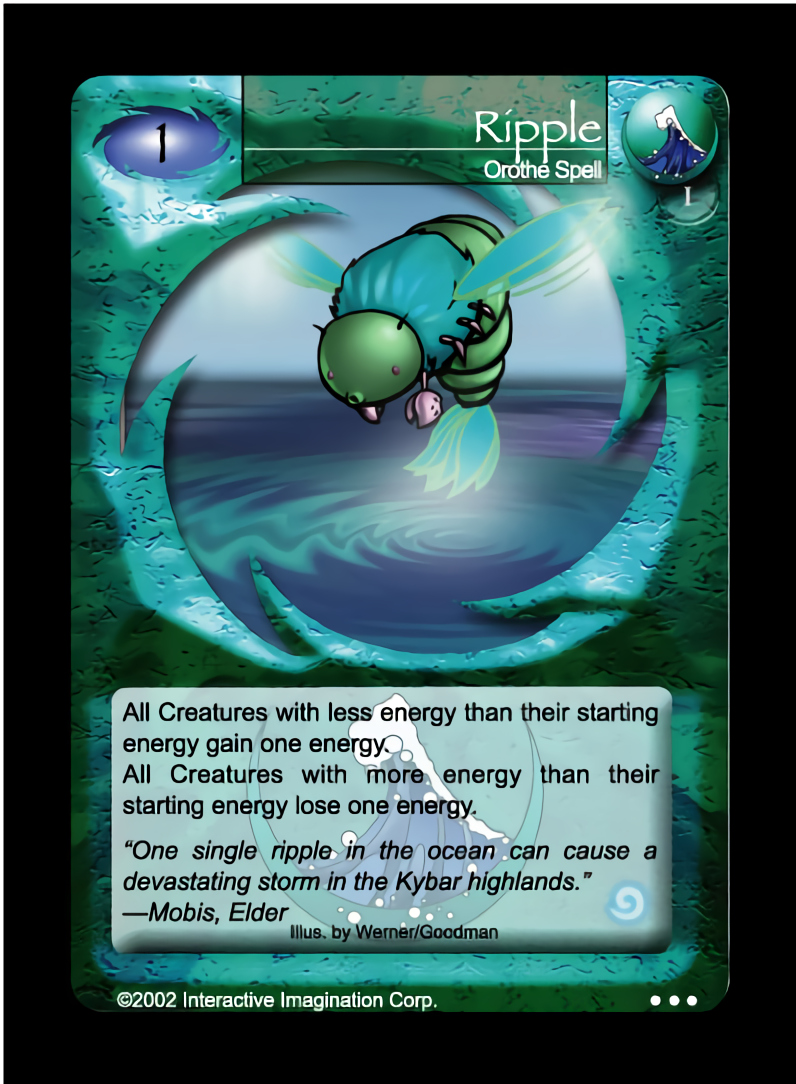 1
Ripple
Orothe Spell
I
All Creatures with less energy than their starting
energy gain one energy.
All Creatures with more energy than their
starting energy lose one energy.
“One single ripple in the ocean can cause a
devastating storm in the Kybar highlands.”
—Mobis, Elder
Illus. by Werner/Goodman
©2002 Interactive Imagination Corp.